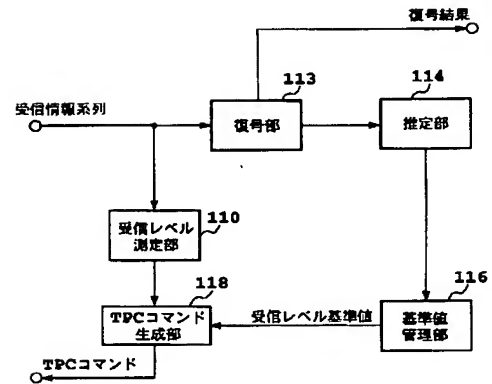 復号結果
113
114
受信情報系列
復号部
推定部
110
受信レベル
測定部
118
116
TPCコマンド
生成部
受信レベル基準値
基準値
管理部
TPCコマンド